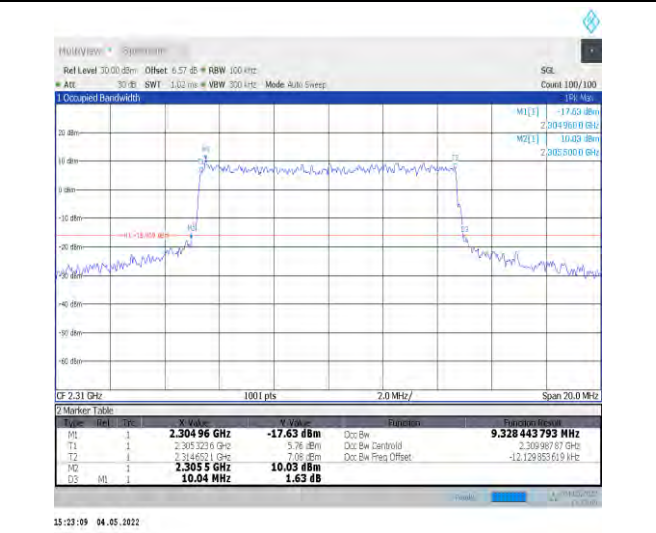 MultiView Spectrum
Ref Level 30.00 dBm Offset 6.57 dB RBW 100 kHz SGL
Att 30 dB SWT 1.02 ms VBW 300 kHz Mode Auto Sweep Count 100/100
1 Occupied Bandwidth 1Pk Max
M1[1] -17.63 dBm
2.304960 0 GHz
M2[1] 10.03 dBm
2.305500 0 GHz
20 dBm
10 dBm
0 dBm
-10 dBm
-20 dBm
-40 dBm
-50 dBm
-60 dBm
M2
T2
M1
D3
CF 2.31 GHz 1001 pts 2.0 MHz/ Span 20.0 MHz
2 Marker Table
Type Ref Trc X-Value Y-Value Function Function Result
M1 1 2.304 96 GHz -17.63 dBm Occ Bw 9.328 443 793 MHz
T1 1 2.305 323 6 GHz 5.76 dBm Occ Bw Centroid 2.309 987 87 GHz
T2 1 2.314 652 1 GHz 7.08 dBm Occ Bw Freq Offset -12.129 853 619 kHz
M2 1 2.305 5 GHz 10.03 dBm
D3 M1 1 10.04 MHz 1.63 dB
15:23:09 04.05.2022